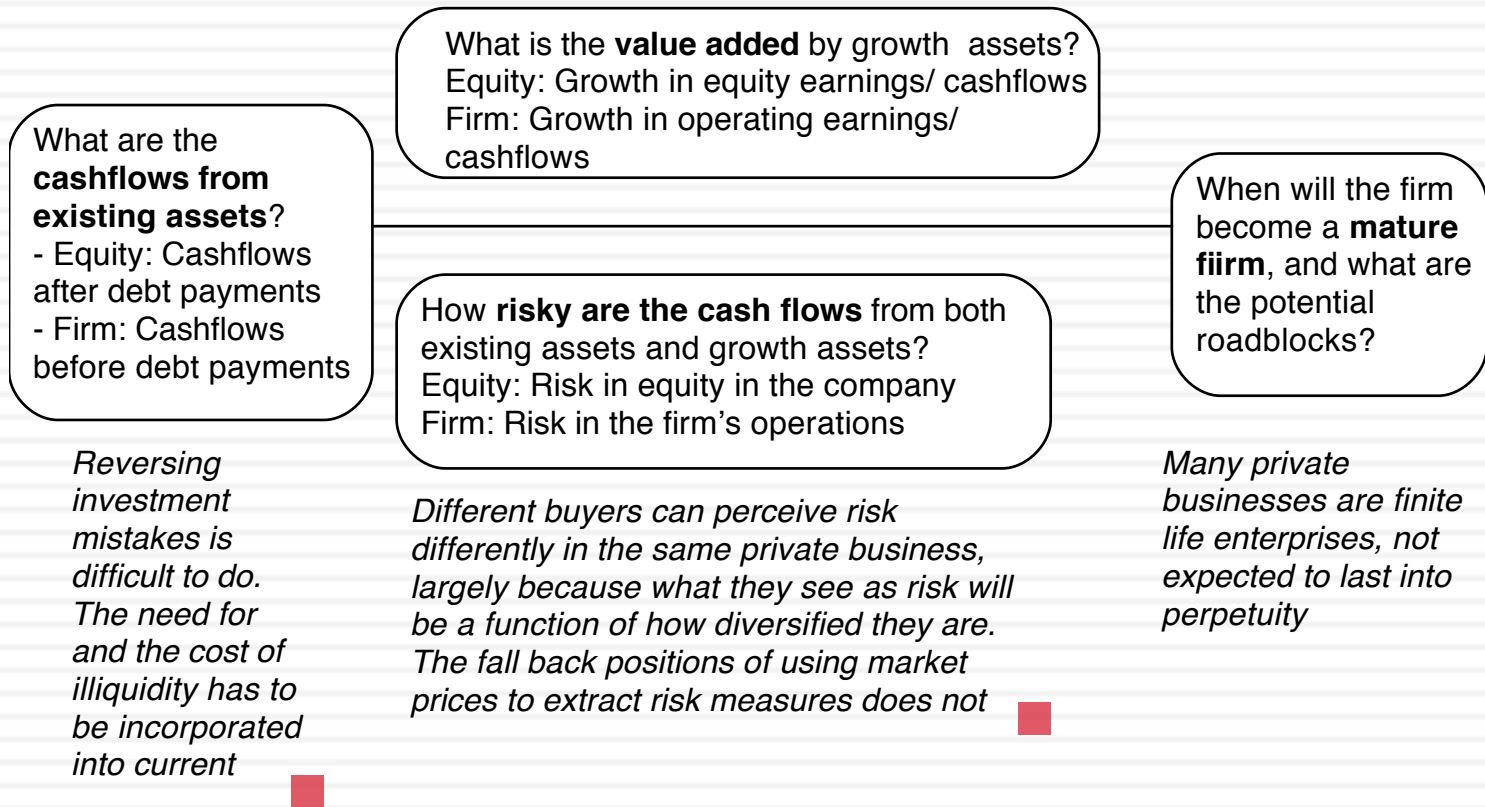 What is the value added by growth  assets?
Equity: Growth in equity earnings/ cashflows
Firm: Growth in operating earnings/
cashflows
What are the
cashflows from
existing assets?
- Equity: Cashflows
after debt payments
- Firm: Cashflows
before debt payments
How risky are the cash flows from both
existing assets and growth assets?
Equity: Risk in equity in the company
Firm: Risk in the firm’s operations
When will the firm
become a mature
fiirm, and what are
the potential
roadblocks?
Reversing
investment
mistakes is
difficult to do.
The need for
and the cost of
illiquidity has to
be incorporated
into current
Different buyers can perceive risk
differently in the same private business,
largely because what they see as risk will
be a function of how diversified they are.
The fall back positions of using market
prices to extract risk measures does not
Many private
businesses are finite
life enterprises, not
expected to last into
perpetuity